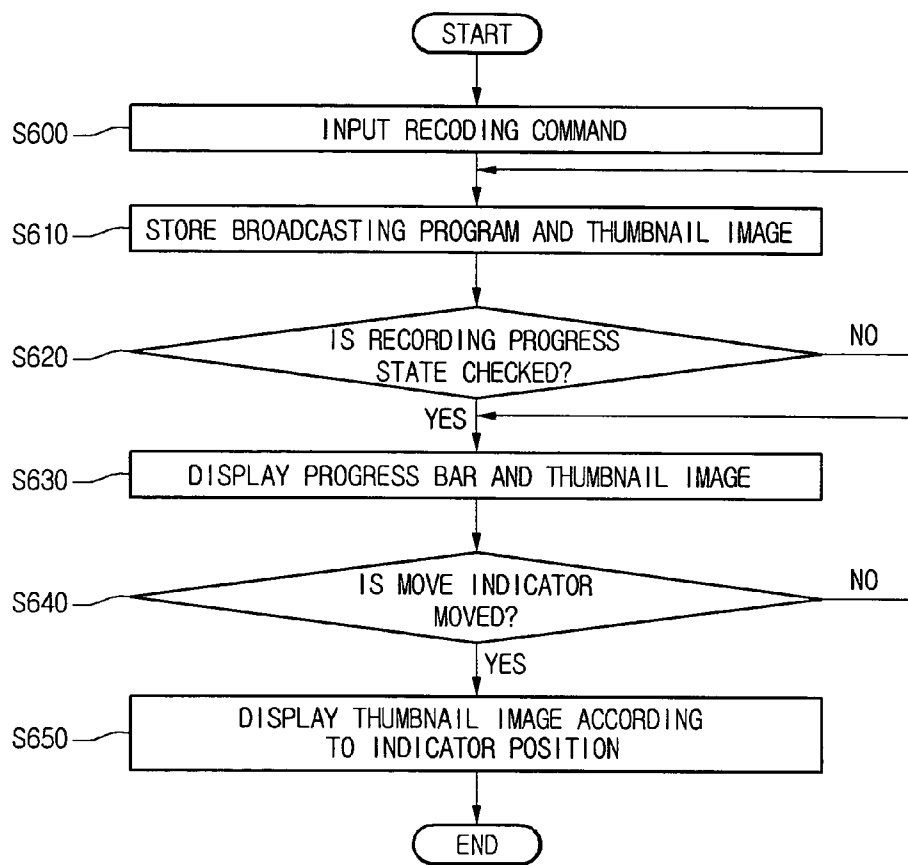 START
S600
INPUT RECODING COMMAND
S610
STORE BROADCASTING PROGRAM AND THUMBNAIL IMAGE
S620
IS RECORDING PROGRESS
STATE CHECKED?
NO
YES
S630
DISPLAY PROGRESS BAR AND THUMBNAIL IMAGE
S640
IS MOVE INDICATOR
MOVED?
NO
YES
S650
DISPLAY THUMBNAIL IMAGE ACCORDING
TO INDICATOR POSITION
END